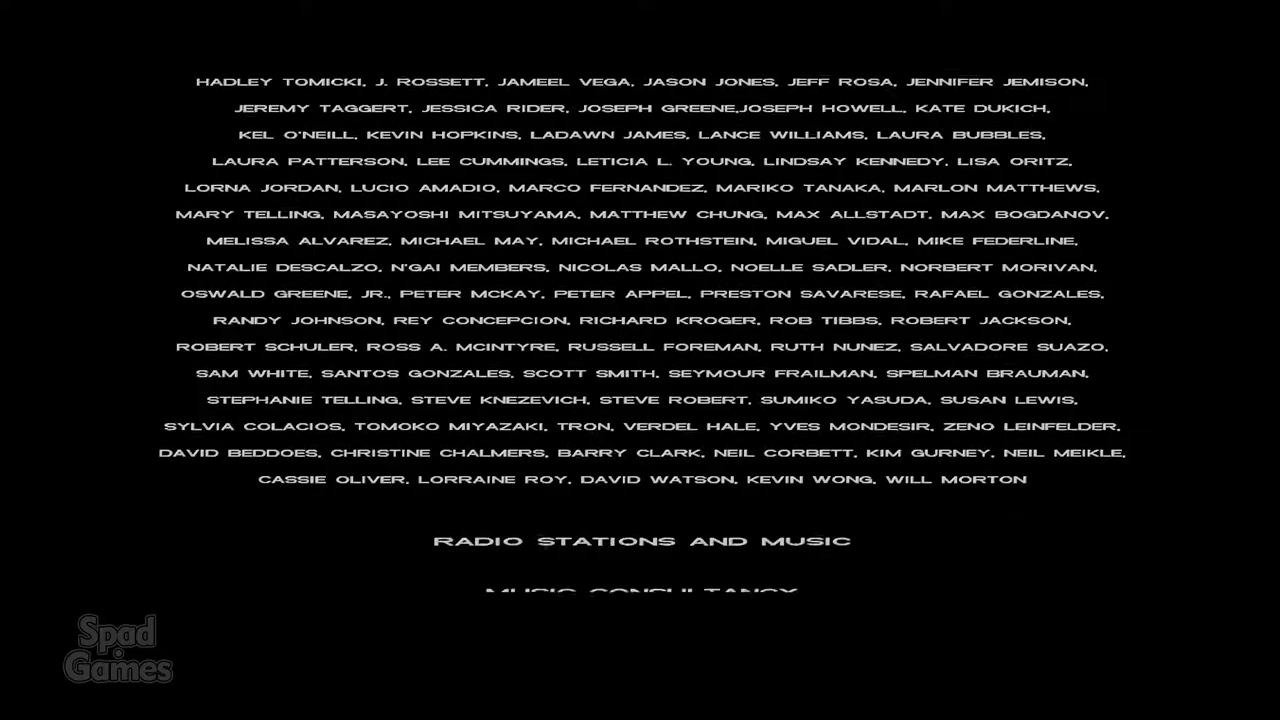 HADLEY TOMICKI, J. ROSSETT, JAMEEL VEGA, JASON JONES, JEFF ROSA, JENNIFER JEMISON,
JEREMY TAGGERT, JESSICA RIDER, JOSEPH GREENE,JOSEPH HOWELL, KATE DUKICH,
KEL O'NEILL, KEVIN HOPKINS, LADAWN JAMES, LANCE WILLIAMS, LAURA BUBBLES,
LAURA PATTERSON, LEE CUMMINGS, LETICIA L. YOUNG, LINDSAY KENNEDY, LISA ORITZ,
LORNA JORDAN, LUCIO AMADIO, MARCO FERNANDEZ, MARIKO TANAKA, MARLON MATTHEWS,
MARY TELLING, MASAYOSHI MITSUYAMA, MATTHEW CHUNG, MAX ALLSTADT, MAX BOGDANOV,
MELISSA ALVAREZ, MICHAEL MAY, MICHAEL ROTHSTEIN, MIGUEL VIDAL, MIKE FEDERLINE,
NATALIE DESCALZO, N'GAI MEMBERS, NICOLAS MALLO, NOELLE SADLER, NORBERT MORIVAN,
OSWALD GREENE, JR., PETER MCKAY, PETER APPEL, PRESTON SAVARESE, RAFAEL GONZALES,
RANDY JOHNSON, REY CONCEPCION, RICHARD KROGER, ROB TIBBS, ROBERT JACKSON,
ROBERT SCHULER, ROSS A. MCINTYRE, RUSSELL FOREMAN, RUTH NUNEZ, SALVADORE SUAZO,
SAM WHITE, SANTOS GONZALES, SCOTT SMITH, SEYMOUR FRAILMAN, SPELMAN BRAUMAN,
STEPHANIE TELLING, STEVE KNEZEVICH, STEVE ROBERT, SUMIKO YASUDA, SUSAN LEWIS,
SYLVIA COLACIOS, TOMOKO MIYAZAKI, TRON, VERDEL HALE, YVES MONDESIR, ZENO LEINFELDER,
DAVID BEDDOES, CHRISTINE CHALMERS, BARRY CLARK, NEIL CORBETT, KIM GURNEY, NEIL MEIKLE,
CASSIE OLIVER, LORRAINE ROY, DAVID WATSON, KEVIN WONG, WILL MORTON
RADIO STATIONS AND MUSIC
MUSIC CONSULTANCY
Spad
Games